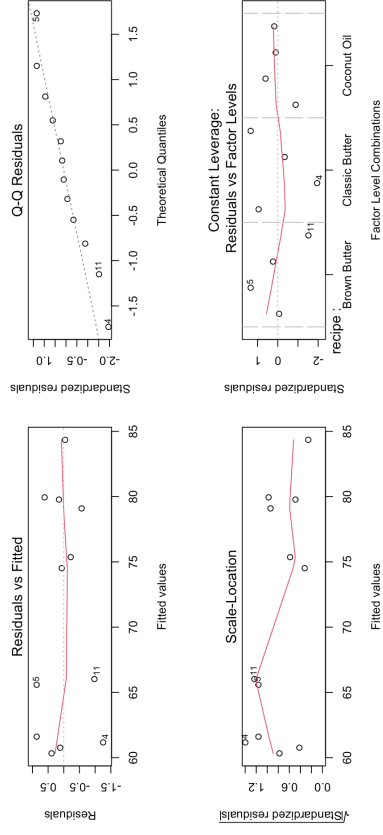 Residuals vs Fitted
Residuals
0.5
-1.5
5
11
4
60 65 70 75 80 85
Fitted values
Q-Q Residuals
Standardized residuals
1.0
-0.5
-2.0
5
11
4
-1.5 -1.0 -0.5 0.0 0.5 1.0 1.5
Theoretical Quantiles
Scale-Location
√|Standardized residuals|
1.2
0.6
0.0
4
11
5
60 65 70 75 80 85
Fitted values
Constant Leverage:
Residuals vs Factor Levels
Standardized residuals
1
0
-2
5
11
4
recipe :
Brown Butter Classic Butter Coconut Oil
Factor Level Combinations